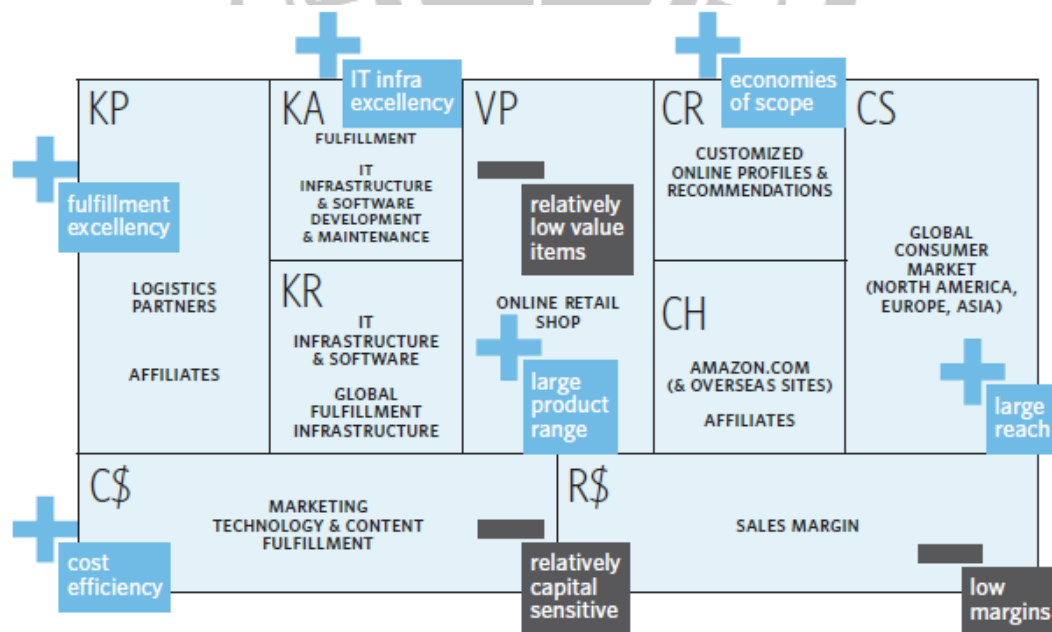 KP
fulfillment
excellency
LOGISTICS
PARTNERS
AFFILIATES
KA
IT infra
excellency
FULFILLMENT
IT
INFRASTRUCTURE
& SOFTWARE
DEVELOPMENT
& MAINTENANCE
KR
IT
INFRASTRUCTURE
& SOFTWARE
GLOBAL
FULFILLMENT
INFRASTRUCTURE
VP
relatively
low value
items
ONLINE RETAIL
SHOP
large
product
range
CR
economies
of scope
CUSTOMIZED
ONLINE PROFILES &
RECOMMENDATIONS
CH
AMAZON.COM
(& OVERSEAS SITES)
AFFILIATES
CS
GLOBAL
CONSUMER
MARKET
(NORTH AMERICA,
EUROPE, ASIA)
large
reach
C$
MARKETING
TECHNOLOGY & CONTENT
FULFILLMENT
cost
efficiency
relatively
capital
sensitive
R$
SALES MARGIN
low
margins